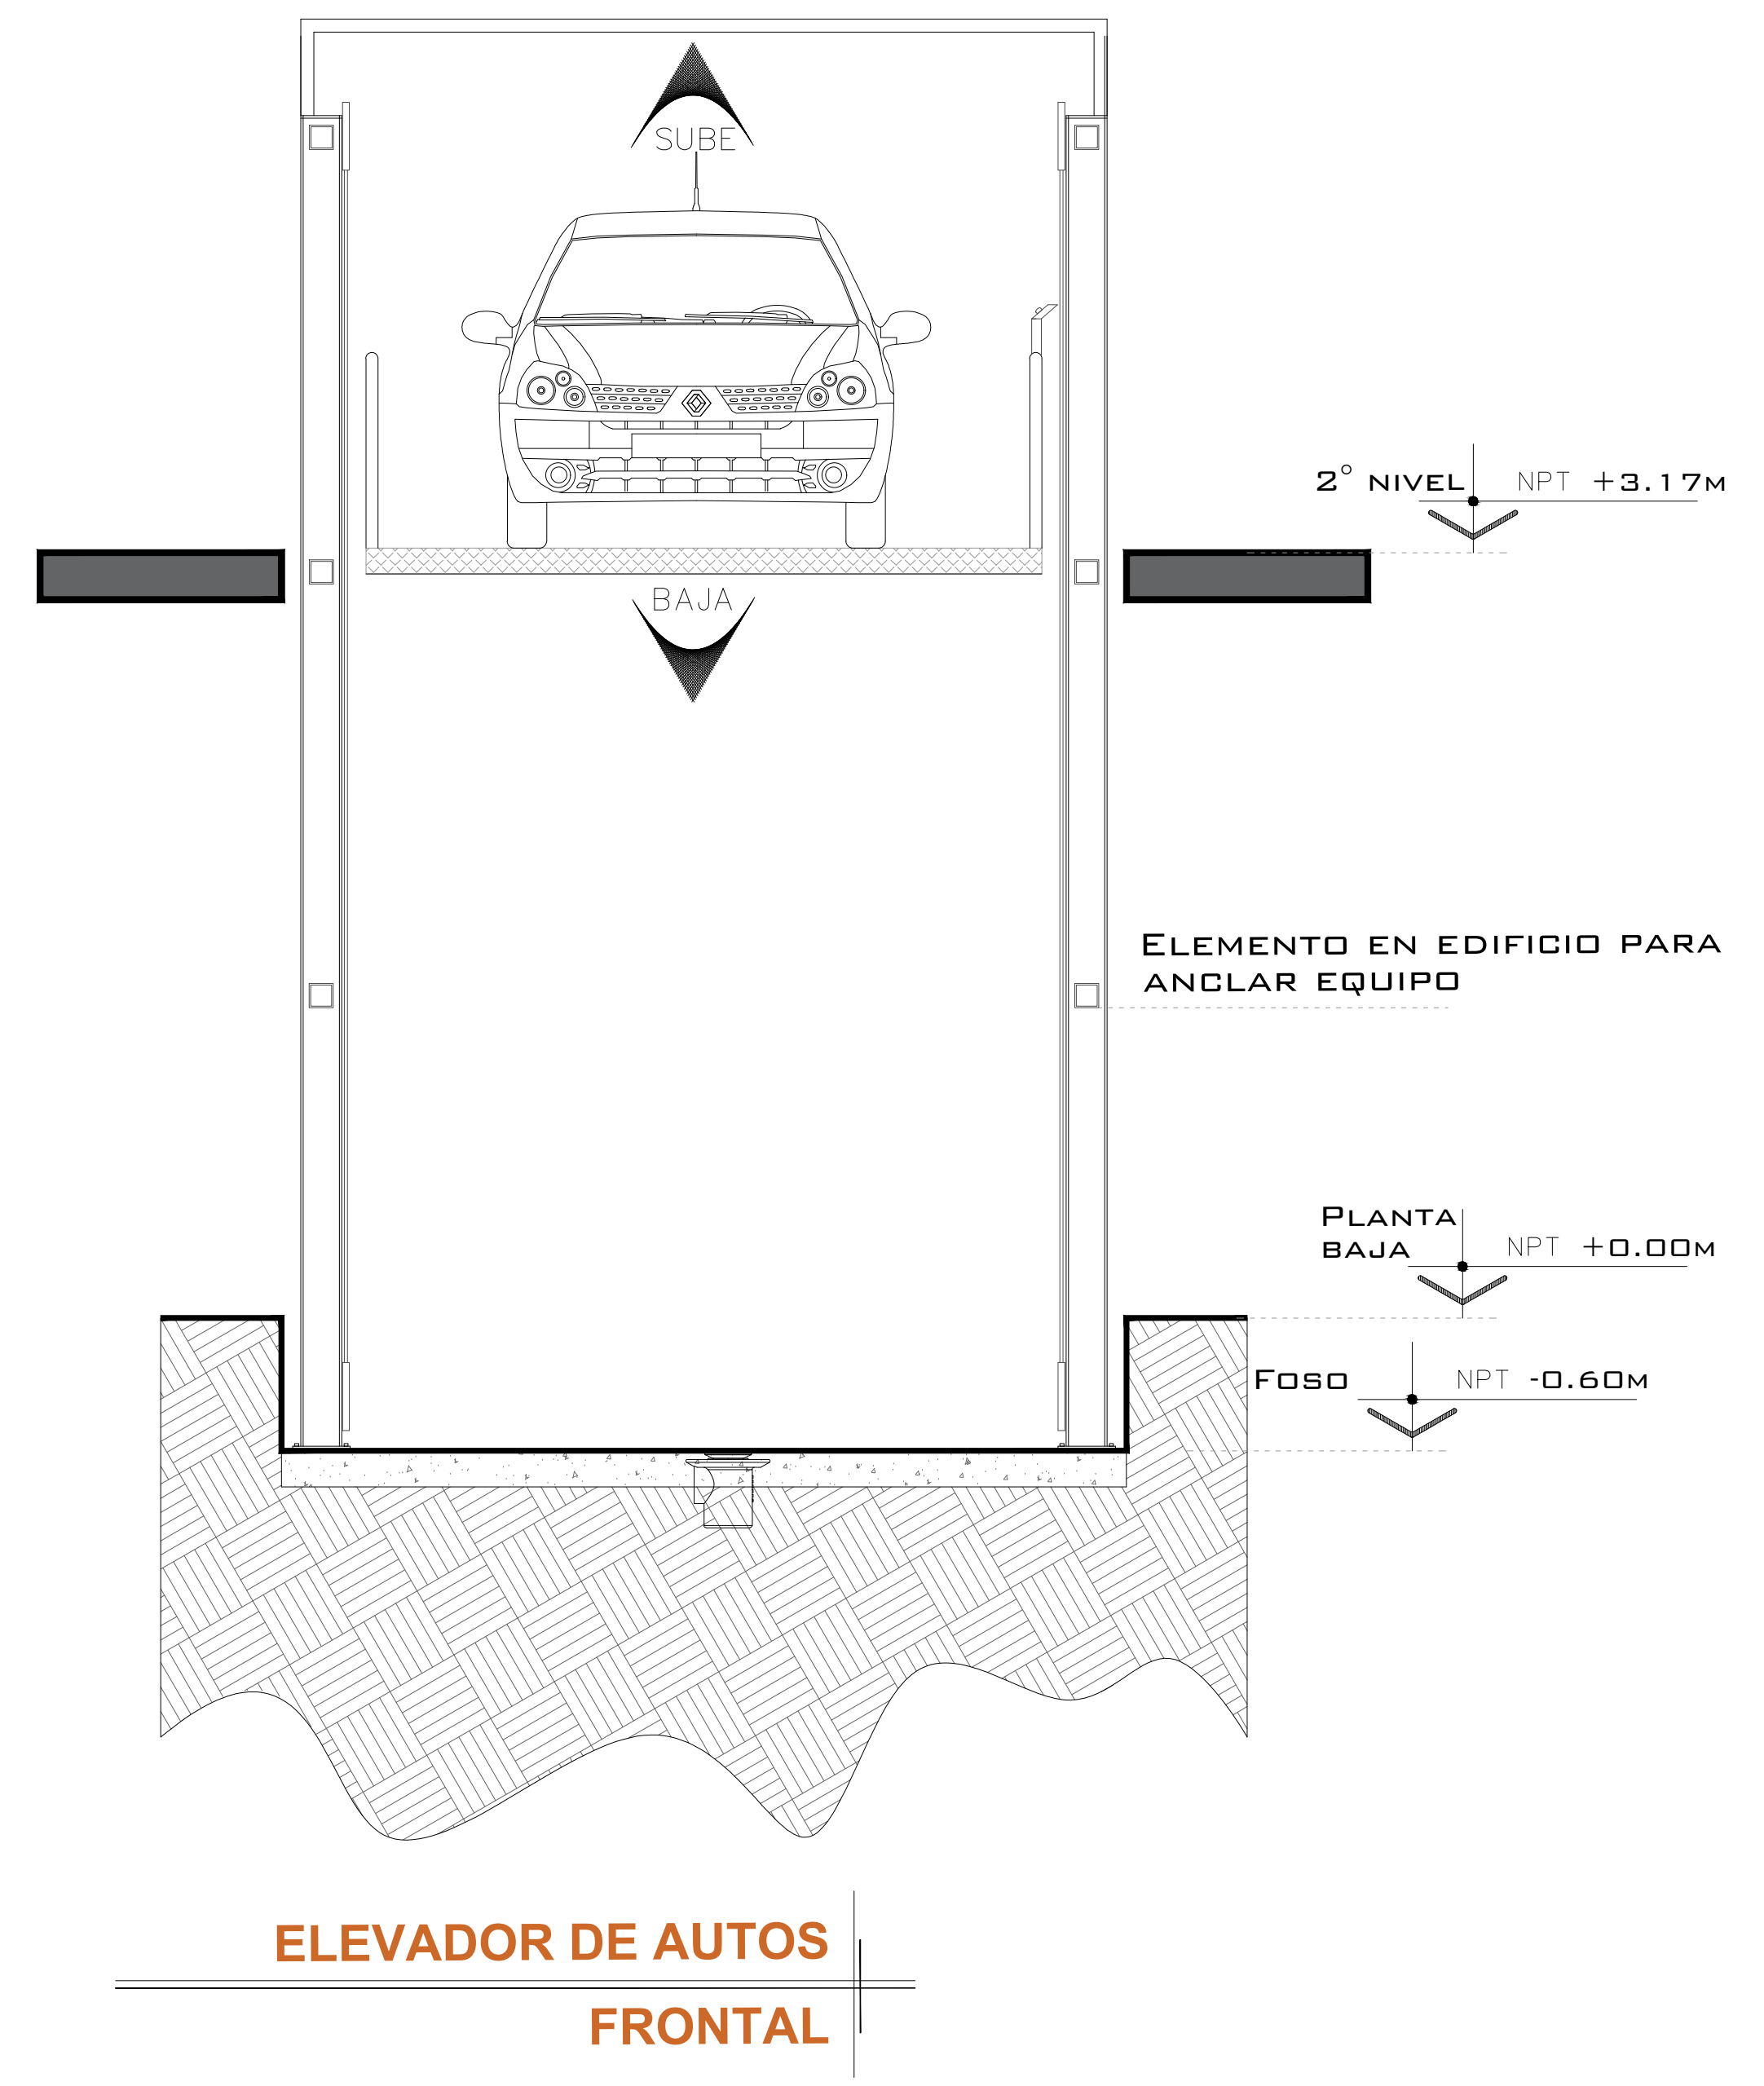 SUBE
2° NIVEL NPT +3.17M
BAJA
ELEMENTO EN EDIFICIO PARA
ANCLAR EQUIPO
PLANTA
BAJA NPT +0.00M
FOSO NPT -0.60M
ELEVADOR DE AUTOS
FRONTAL